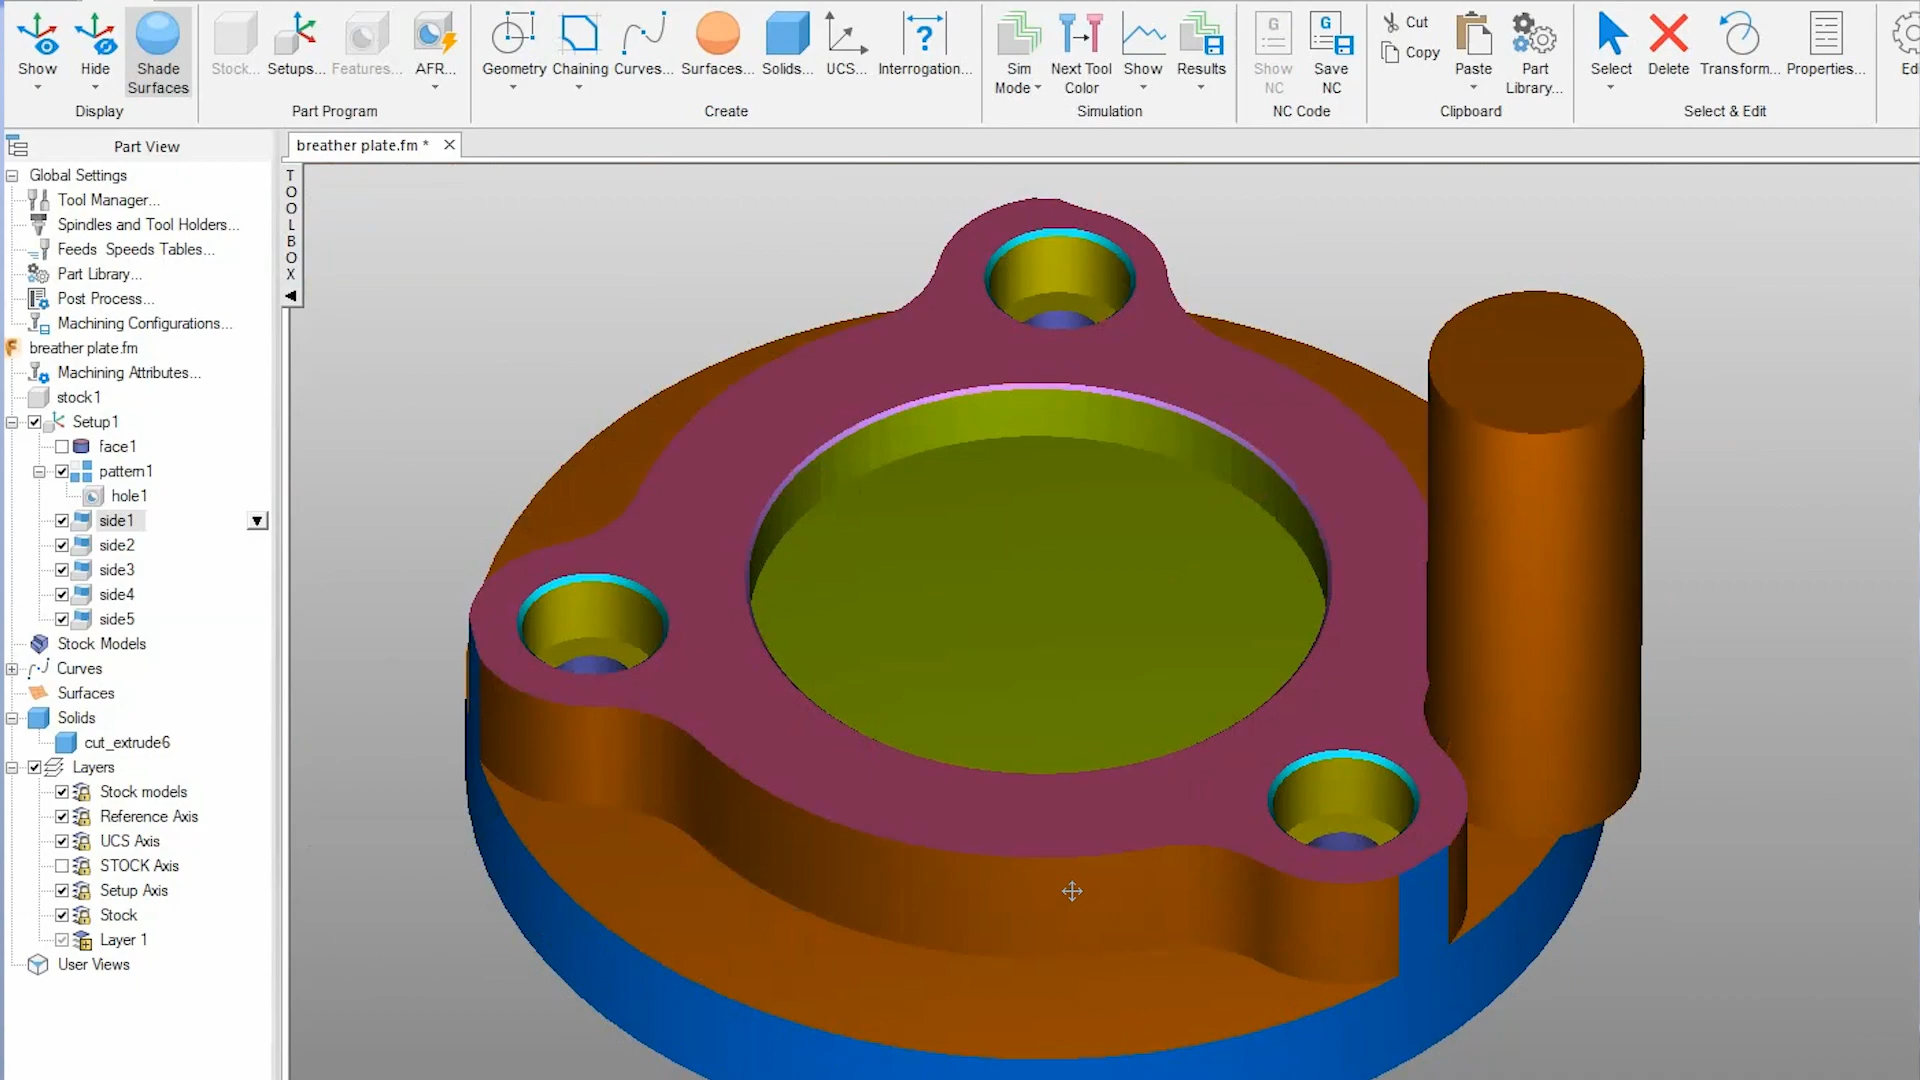 Show
Hide
Shade
Surfaces
Display
Stock...
Setups...
Features...
AFR...
Part Program
Geometry
Chaining
Curves...
Surfaces...
Solids...
UCS...
Interrogation...
Create
Sim
Mode
Next Tool
Color
Show
Results
Simulation
G
Show
NC
G
Save
NC
NC Code
Cut
Copy
Paste
Part
Library...
Clipboard
Select
Delete
Transform...
Properties...
Select & Edit
Part View
breather plate.fm *
TOOLBOX
Global Settings
Tool Manager...
Spindles and Tool Holders...
Feeds Speeds Tables...
Part Library...
Post Process...
Machining Configurations...
breather plate.fm
Machining Attributes...
stock1
Setup1
face1
pattern1
hole1
side1
side2
side3
side4
side5
Stock Models
Curves
Surfaces
Solids
cut_extrude6
Layers
Stock models
Reference Axis
UCS Axis
STOCK Axis
Setup Axis
Stock
Layer 1
User Views